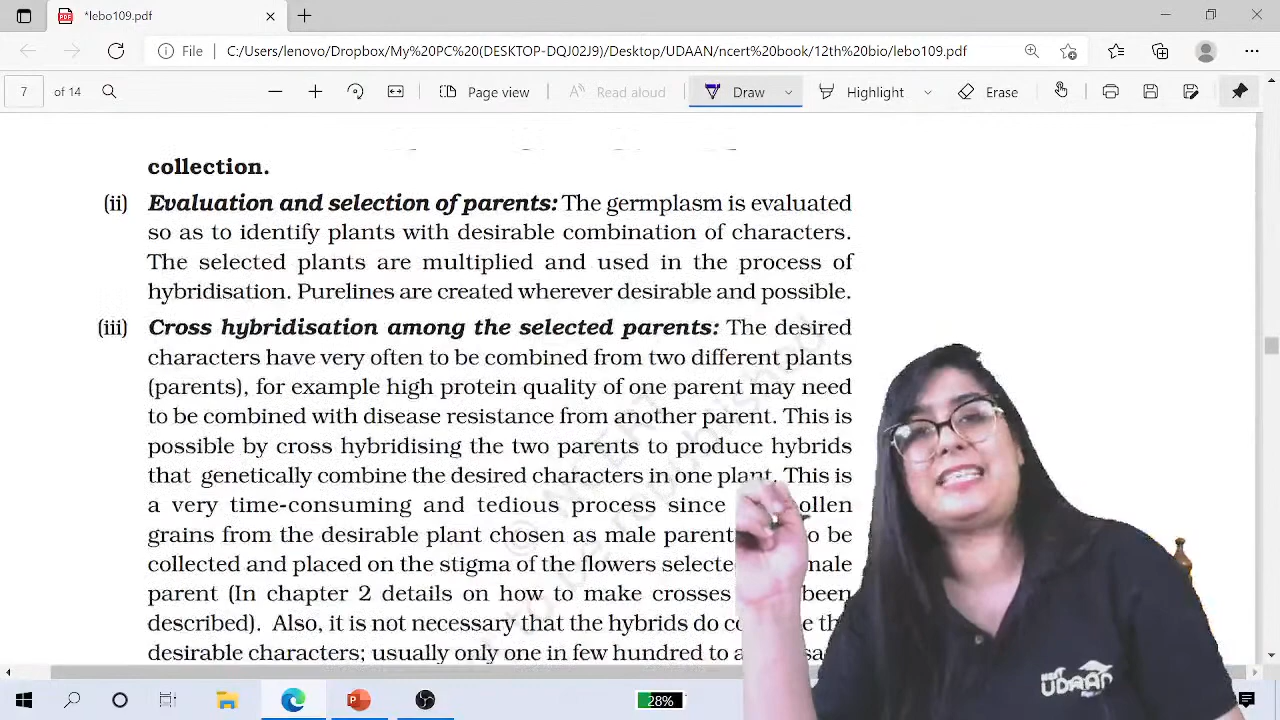 *lebo109.pdf
File
C:/Users/lenovo/Dropbox/My%20PC%20(DESKTOP-DQJ02J9)/Desktop/UDAAN/ncert%20book/12th%20bio/lebo109.pdf
7 of 14 Page view Read aloud Draw Highlight Erase
collection.
(ii) Evaluation and selection of parents: The germplasm is evaluated
so as to identify plants with desirable combination of characters.
The selected plants are multiplied and used in the process of
hybridisation. Purelines are created wherever desirable and possible.
(iii) Cross hybridisation among the selected parents: The desired
characters have very often to be combined from two different plants
(parents), for example high protein quality of one parent may need
to be combined with disease resistance from another parent. This is
possible by cross hybridising the two parents to produce hybrids
that genetically combine the desired characters in one plant. This is
a very time-consuming and tedious process since
grains from the desirable plant chosen as male parent be
collected and placed on the stigma of the flowers
parent (In chapter 2 details on how to make crosses been
described). Also, it is not necessary that the hybrids do
desirable characters; usually only one in few hundred to a
UDAAN
28%